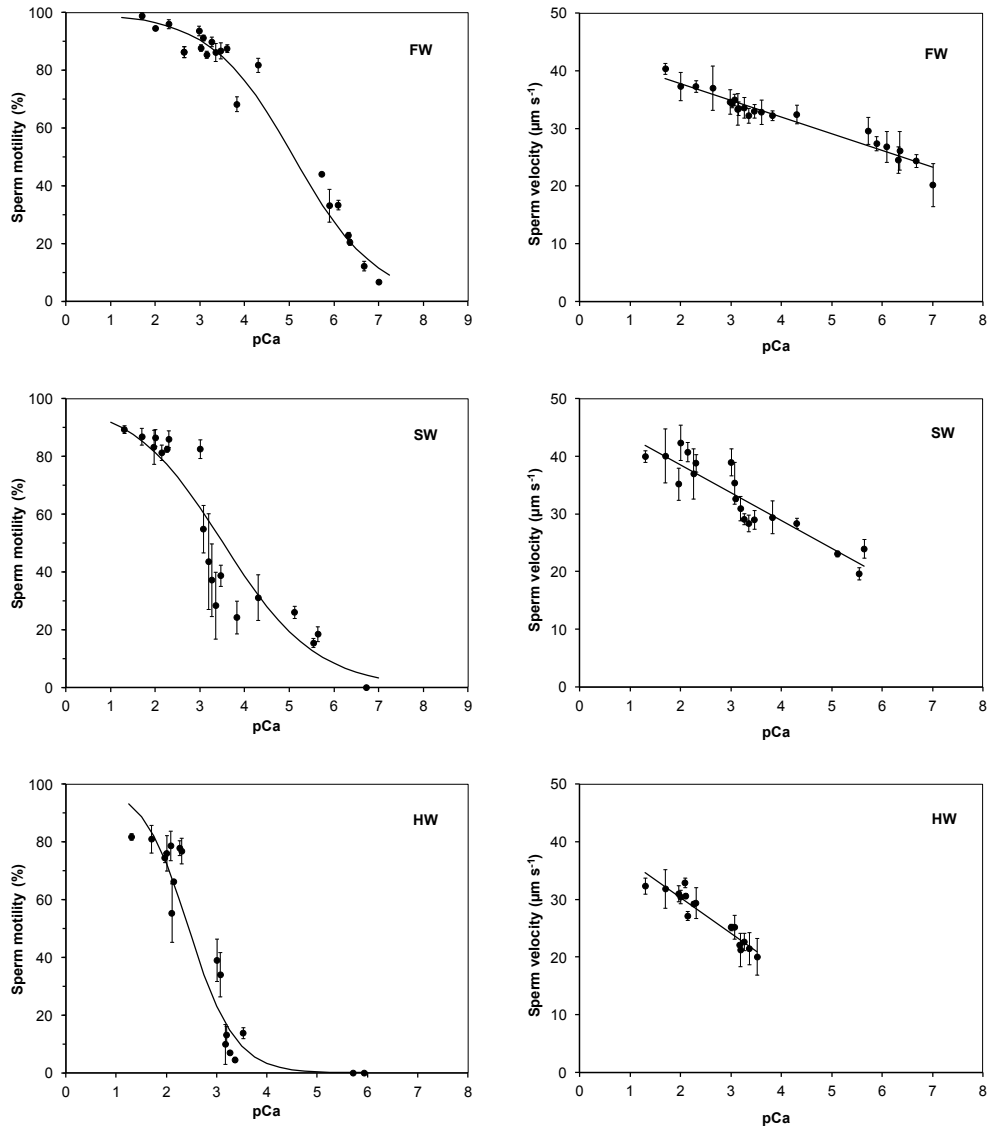 100
80
60
40
20
0
Sperm motility (%)
FW
0 1 2 3 4 5 6 7 8 9
pCa
50
40
30
20
10
0
Sperm velocity (µm s⁻¹)
FW
0 1 2 3 4 5 6 7 8
pCa
100
80
60
40
20
0
Sperm motility (%)
SW
0 1 2 3 4 5 6 7 8 9
pCa
50
40
30
20
10
0
Sperm velocity (µm s⁻¹)
SW
0 1 2 3 4 5 6 7 8
pCa
100
80
60
40
20
0
Sperm motility (%)
HW
0 1 2 3 4 5 6 7 8
pCa
50
40
30
20
10
0
Sperm velocity (µm s⁻¹)
HW
0 1 2 3 4 5 6 7 8
pCa